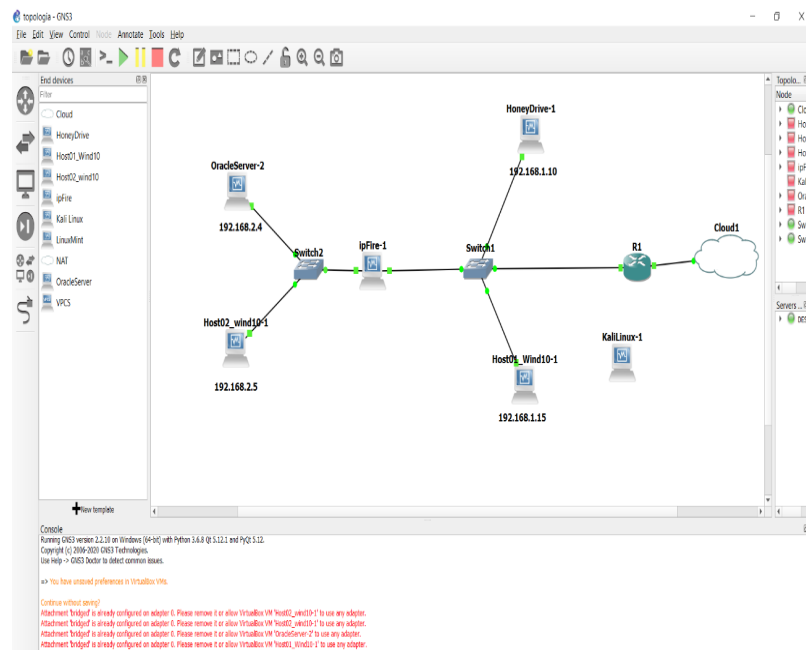 topologia - GNS3
File Edit View Control Node Annotate Tools Help
End devices
Filter
Cloud
HoneyDrive
Host01_Wind10
Host02_wind10
ipFire
Kali Linux
LinuxMint
NAT
OracleServer
VPCS
New template
HoneyDrive-1
192.168.1.10
OracleServer-2
192.168.2.4
Switch2
ipFire-1
Switch1
R1
Cloud1
Host02_wind10-1
192.168.2.5
Host01_Wind10-1
192.168.1.15
KaliLinux-1
Topolo...
Node
R1
Servers ...
Console
Running GNS3 version 2.2.10 on Windows (64-bit) with Python 3.6.8 Qt 5.12.1 and PyQt 5.12.
Copyright (c) 2006-2020 GNS3 Technologies.
Use Help -> GNS3 Doctor to detect common issues.
=> You have unsaved preferences in VirtualBox VMs.
Continue without saving?
Attachment 'bridged' is already configured on adapter 0. Please remove it or allow VirtualBox VM 'Host02_wind10-1' to use any adapter.
Attachment 'bridged' is already configured on adapter 0. Please remove it or allow VirtualBox VM 'Host02_wind10-1' to use any adapter.
Attachment 'bridged' is already configured on adapter 0. Please remove it or allow VirtualBox VM 'OracleServer-2' to use any adapter.
Attachment 'bridged' is already configured on adapter 0. Please remove it or allow VirtualBox VM 'Host01_Wind10-1' to use any adapter.